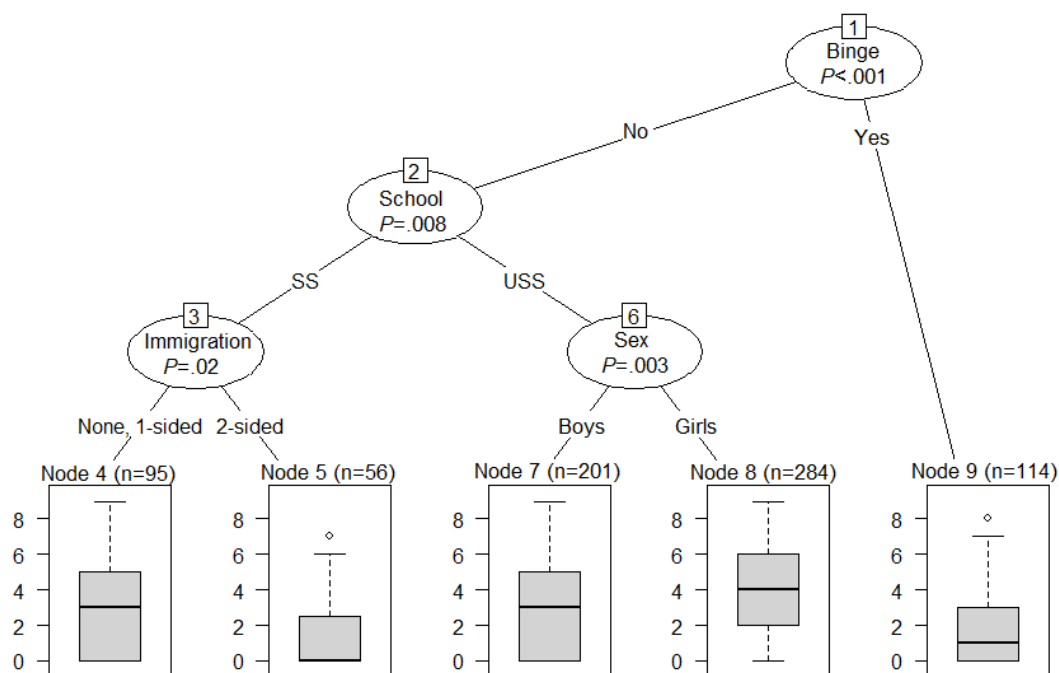 1
Binge
P<.001
No
Yes
2
School
P=.008
SS
USS
3
Immigration
P=.02
6
Sex
P=.003
None, 1-sided
2-sided
Boys
Girls
Node 4 (n=95)
Node 5 (n=56)
Node 7 (n=201)
Node 8 (n=284)
Node 9 (n=114)
8
6
4
2
0
8
6
4
2
0
8
6
4
2
0
8
6
4
2
0
8
6
4
2
0